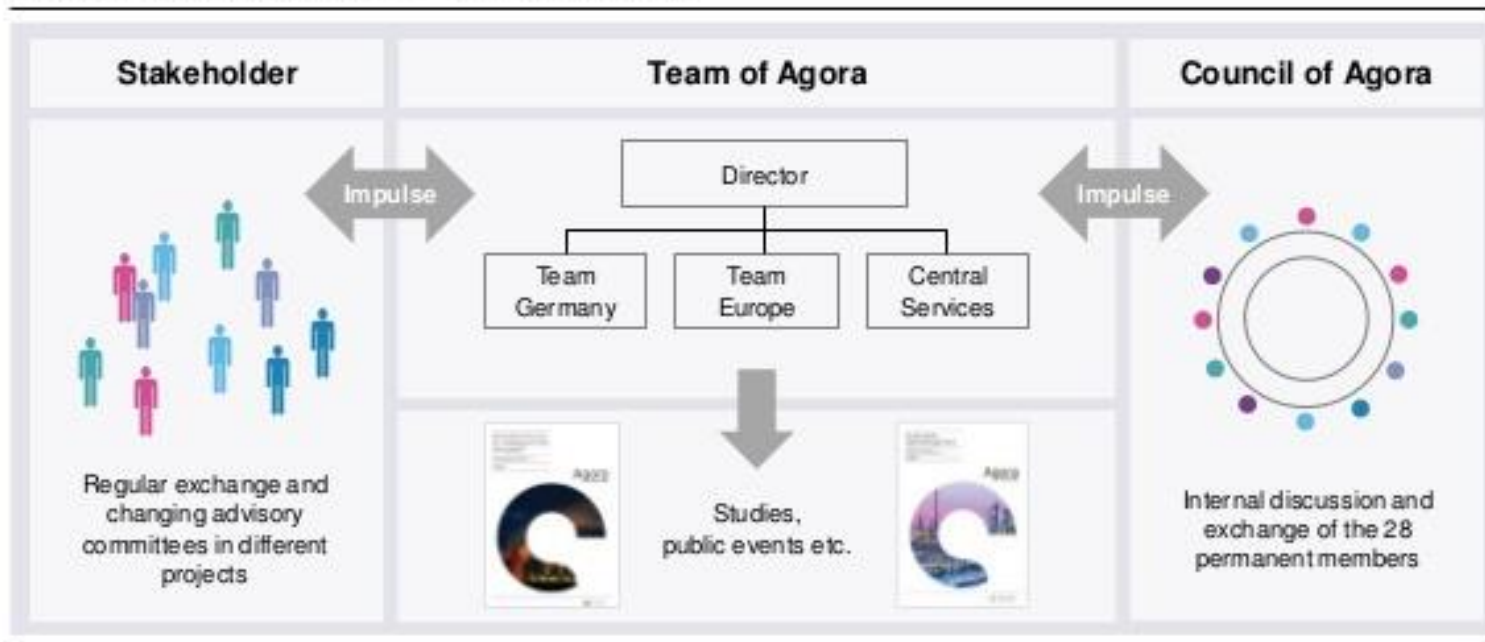 Stakeholder
Team of Agora
Council of Agora
Impulse
Director
Impulse
Team
Germany
Team
Europe
Central
Services
Regular exchange and
changing advisory
committees in different
projects
Agora
Studies,
public events etc.
Agora
Internal discussion and
exchange of the 28
permanent members